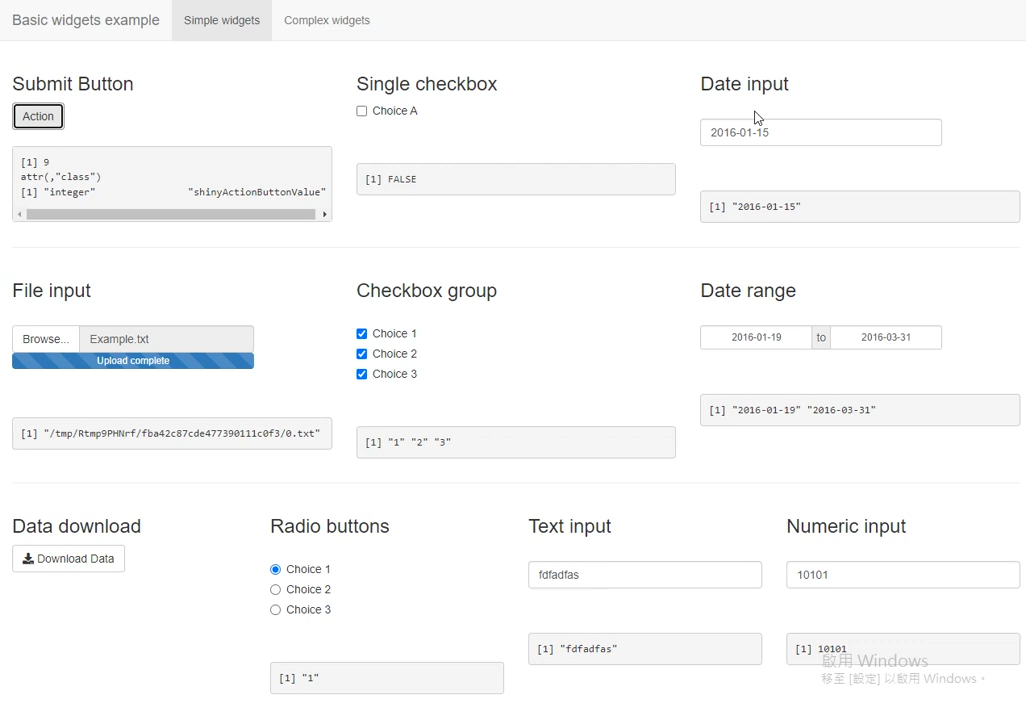 Basic widgets example Simple widgets Complex widgets
Submit Button
Action
[1] 9
attr(,"class")
[1] "integer" "shinyActionButtonValue"
Single checkbox
Choice A
[1] FALSE
Date input
2016-01-15
[1] "2016-01-15"
File input
Browse... Example.txt
Upload complete
[1] "/tmp/Rtmp9PHNrf/fba42c87cde477390111c0f3/0.txt"
Checkbox group
Choice 1
Choice 2
Choice 3
[1] "1" "2" "3"
Date range
2016-01-19 to 2016-03-31
[1] "2016-01-19" "2016-03-31"
Data download
Download Data
Radio buttons
Choice 1
Choice 2
Choice 3
[1] "1"
Text input
fdfadfas
[1] "fdfadfas"
Numeric input
10101
[1] 10101
啟用 Windows
移至 [設定] 以啟用 Windows。